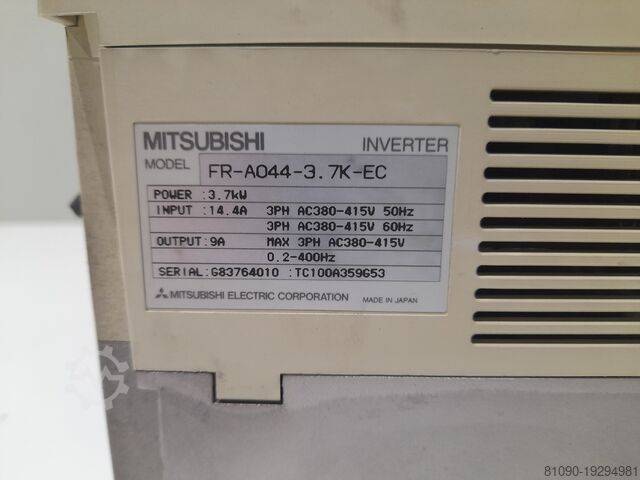 MITSUBISHI INVERTER
MODEL FR-A044-3.7K-EC
POWER :3.7kW
INPUT :14.4A 3PH AC380-415V 50Hz
3PH AC380-415V 60Hz
OUTPUT:9A MAX 3PH AC380-415V
0.2-400Hz
SERIAL:G83764010 :TC100A359G53
MITSUBISHI ELECTRIC CORPORATION MADE IN JAPAN
81090-19294981